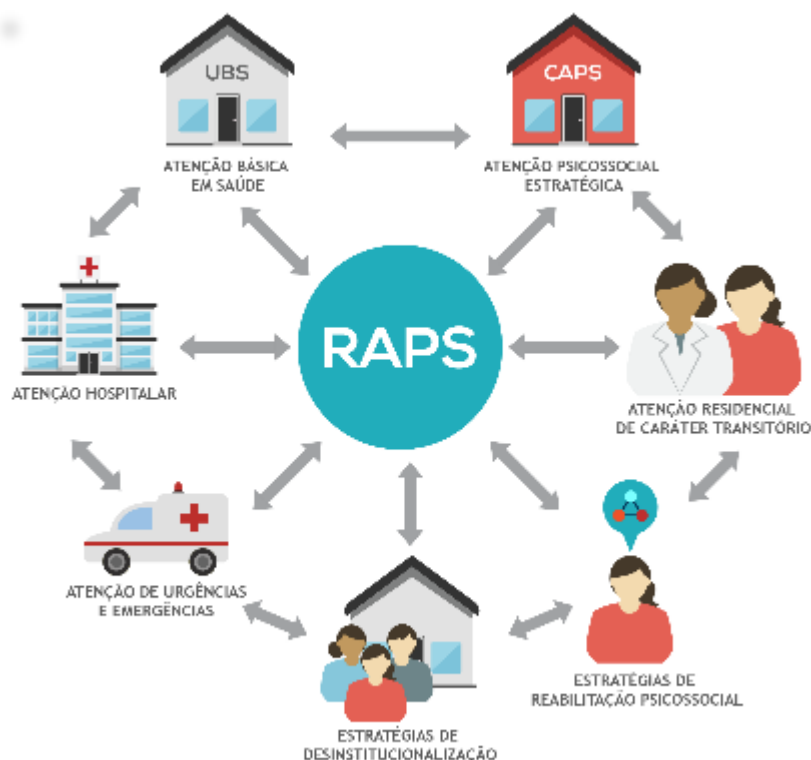 UBS
ATENÇÃO BÁSICA
EM SAÚDE
CAPS
ATENÇÃO PSICOSSOCIAL
ESTRATÉGICA
RAPS
ATENÇÃO HOSPITALAR
ATENÇÃO RESIDENCIAL
DE CARÁTER TRANSITÓRIO
ATENÇÃO DE URGÊNCIAS
E EMERGÊNCIAS
ESTRATÉGIAS DE
REABILITAÇÃO PSICOSSOCIAL
ESTRATÉGIAS DE
DESINSTITUCIONALIZAÇÃO